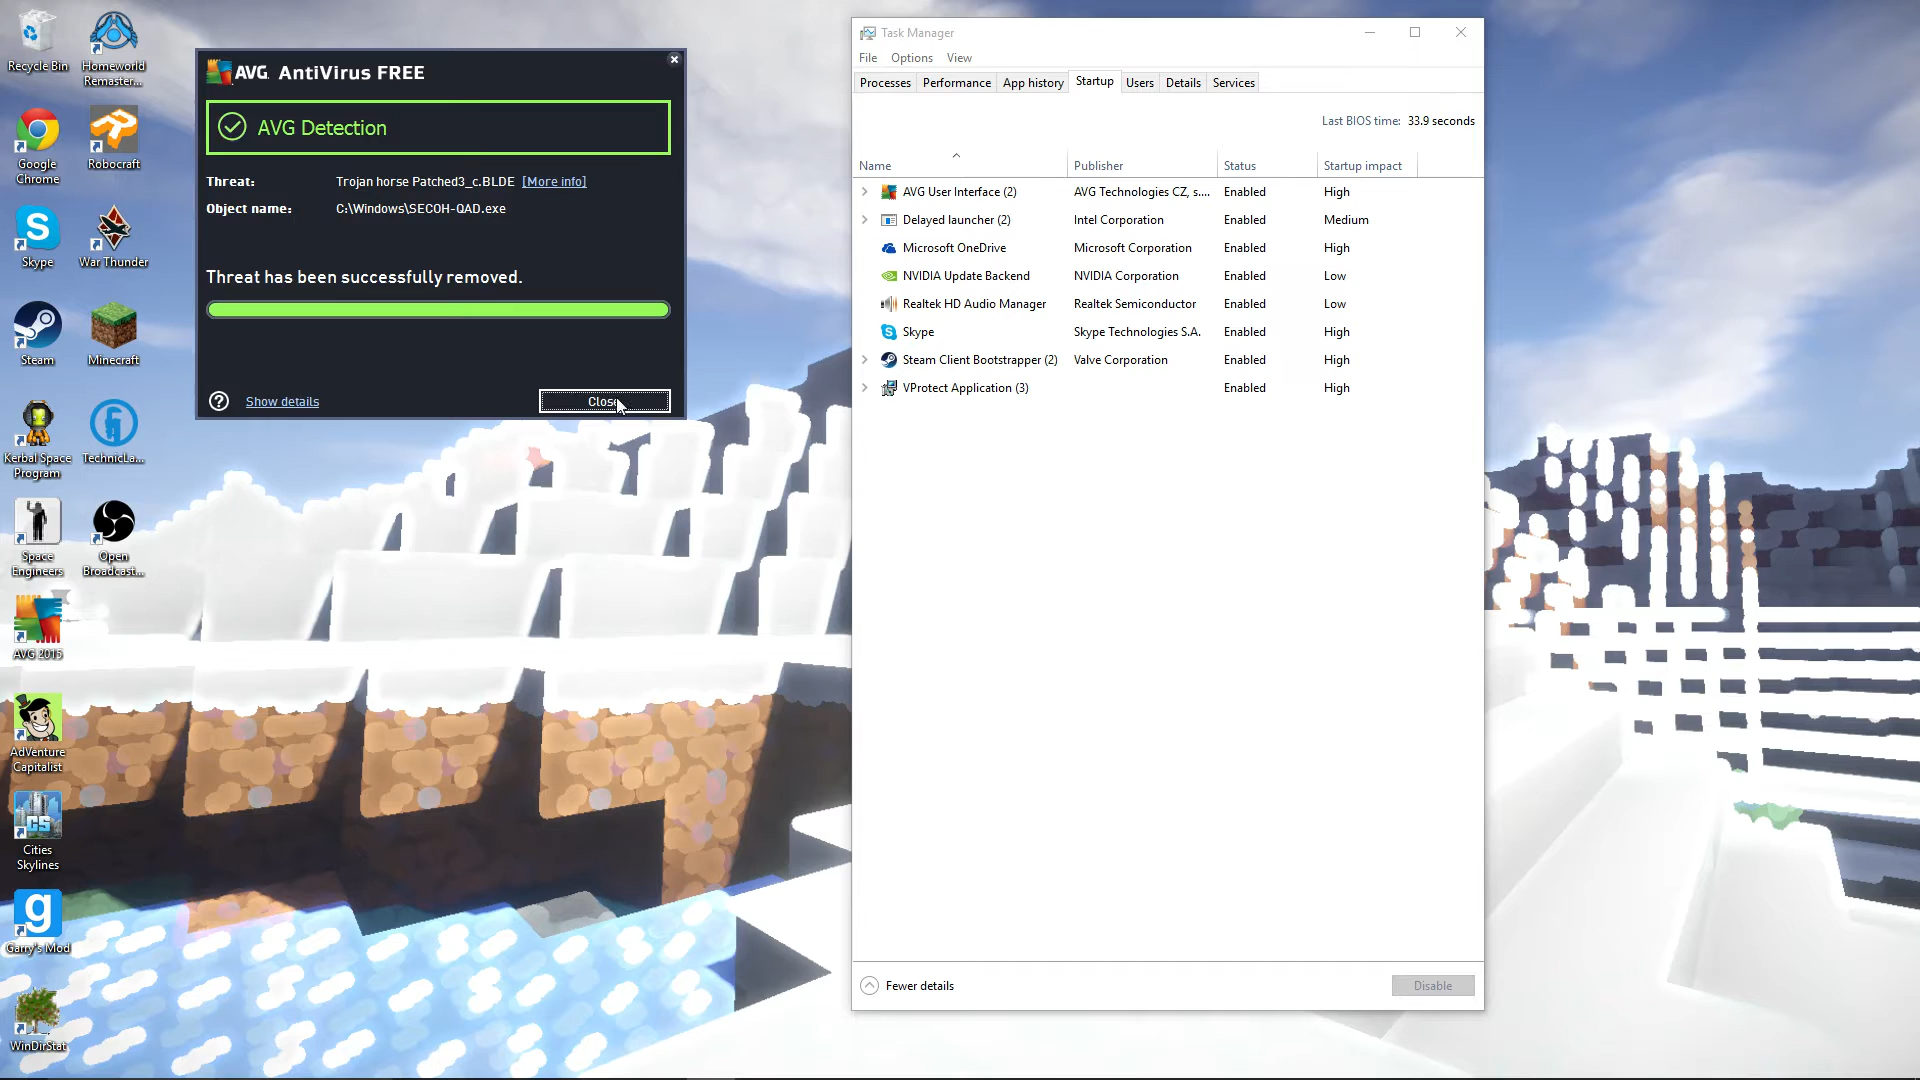 Recycle Bin
Homeworld
Remaster...
Google
Chrome
Robocraft
Skype
War Thunder
Steam
Minecraft
Kerbal Space
Program
TechnicLa...
Space
Engineers
Open
Broadcast...
AVG 2015
AdVenture
Capitalist
CS
Cities
Skylines
g
Garry's Mod
WinDirStat
AVG. AntiVirus FREE
AVG Detection
Threat: Trojan horse Patched3_c.BLDE [More info]
Object name: C:\Windows\SECOH-QAD.exe
Threat has been successfully removed.
? Show details
Close
Task Manager
File Options View
Processes Performance App history Startup Users Details Services
Last BIOS time: 33.9 seconds
Name Publisher Status Startup impact
AVG User Interface (2) AVG Technologies CZ, s.... Enabled High
Delayed launcher (2) Intel Corporation Enabled Medium
Microsoft OneDrive Microsoft Corporation Enabled High
NVIDIA Update Backend NVIDIA Corporation Enabled Low
Realtek HD Audio Manager Realtek Semiconductor Enabled Low
Skype Skype Technologies S.A. Enabled High
Steam Client Bootstrapper (2) Valve Corporation Enabled High
VProtect Application (3) Enabled High
Fewer details
Disable